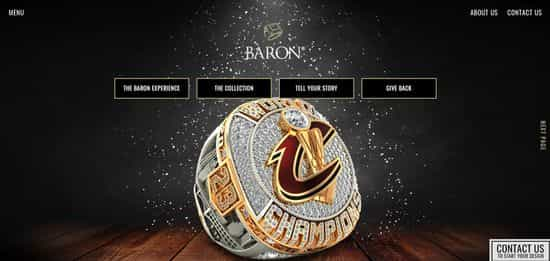 MENU
ABOUT US
CONTACT US
BARON
THE BARON EXPERIENCE
THE COLLECTION
TELL YOUR STORY
GIVE BACK
WORLD
C
CHAMPIONS
23
NEXT PAGE
CONTACT US
TO START YOUR DESIGN